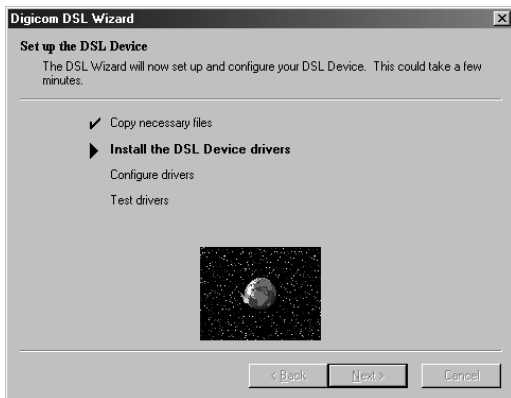 Digicom DSL Wizard
Set up the DSL Device
The DSL Wizard will now set up and configure your DSL Device. This could take a few
minutes.
Copy necessary files
Install the DSL Device drivers
Configure drivers
Test drivers
< Back Next > Cancel